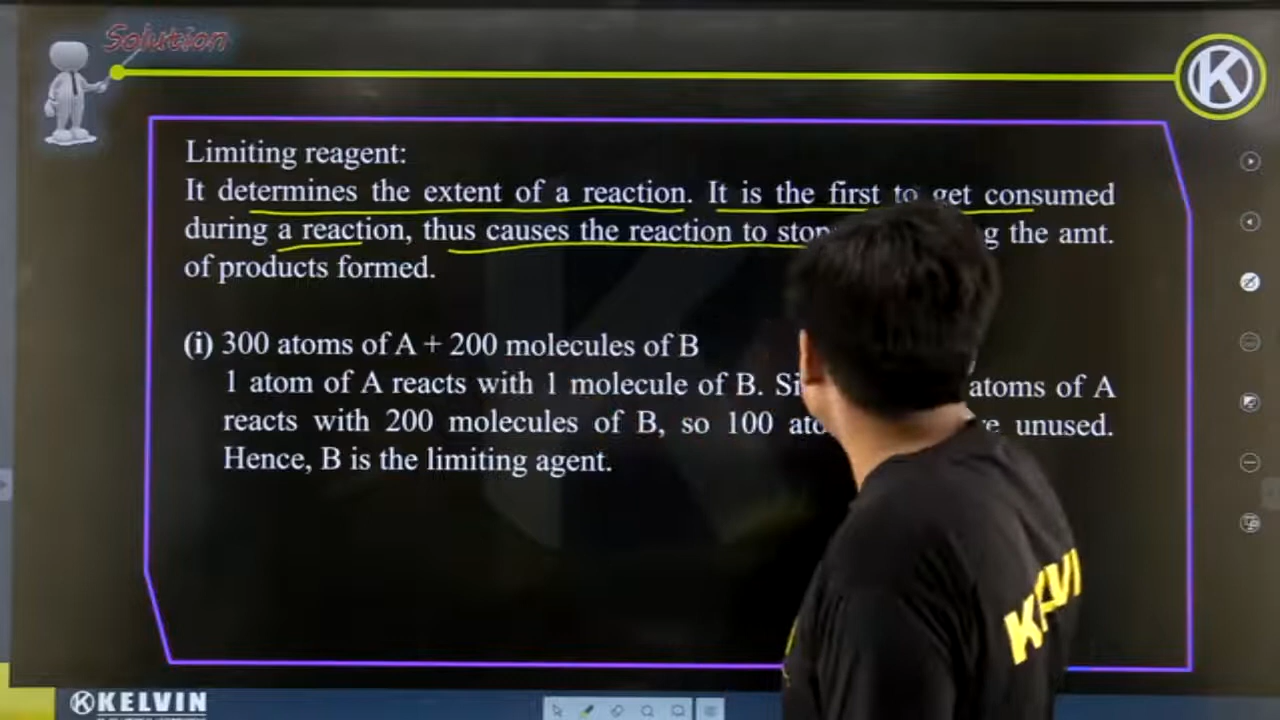 Solution
K
Limiting reagent:
It determines the extent of a reaction. It is the first to get consumed
during a reaction, thus causes the reaction to stop the amt.
of products formed.
(i) 300 atoms of A + 200 molecules of B
1 atom of A reacts with 1 molecule of B. atoms of A
reacts with 200 molecules of B, so 100 unused.
Hence, B is the limiting agent.
KELVIN
KELVIN